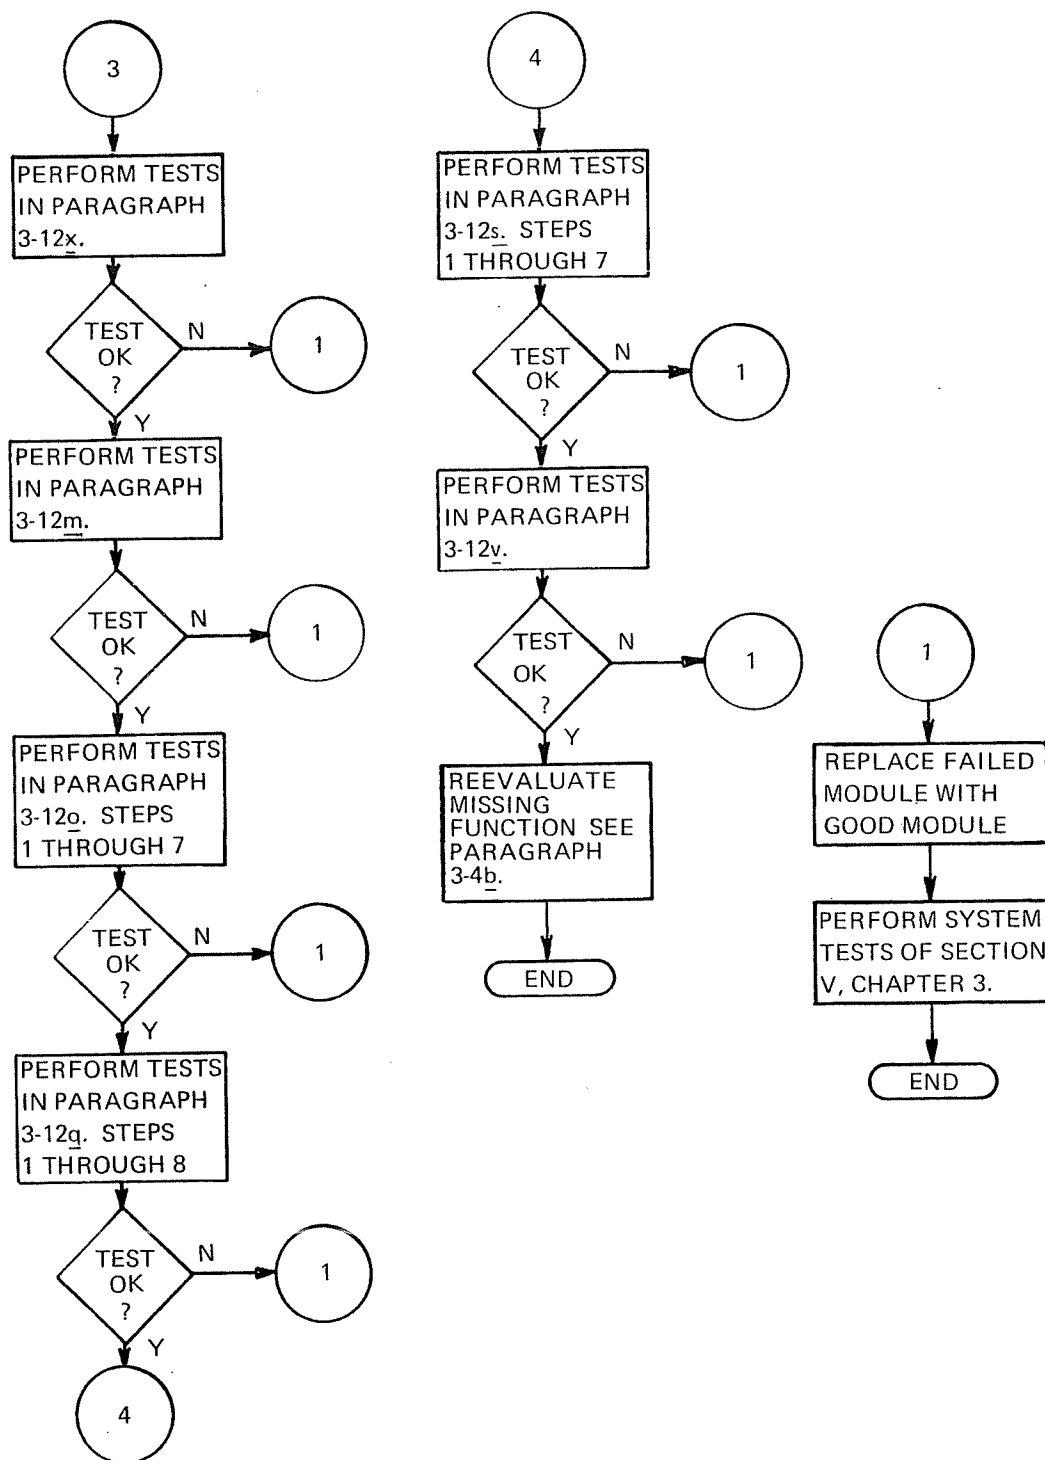 3
PERFORM TESTS
IN PARAGRAPH
3-12x.
TEST
OK
?
N
1
Y
PERFORM TESTS
IN PARAGRAPH
3-12m.
TEST
OK
?
N
1
Y
PERFORM TESTS
IN PARAGRAPH
3-12o. STEPS
1 THROUGH 7
TEST
OK
?
N
1
Y
PERFORM TESTS
IN PARAGRAPH
3-12q. STEPS
1 THROUGH 8
TEST
OK
?
N
1
Y
4
4
PERFORM TESTS
IN PARAGRAPH
3-12s. STEPS
1 THROUGH 7
TEST
OK
?
N
1
Y
PERFORM TESTS
IN PARAGRAPH
3-12v.
TEST
OK
?
N
1
Y
REEVALUATE
MISSING
FUNCTION SEE
PARAGRAPH
3-4b.
END
1
REPLACE FAILED
MODULE WITH
GOOD MODULE
PERFORM SYSTEM
TESTS OF SECTION
V, CHAPTER 3.
END